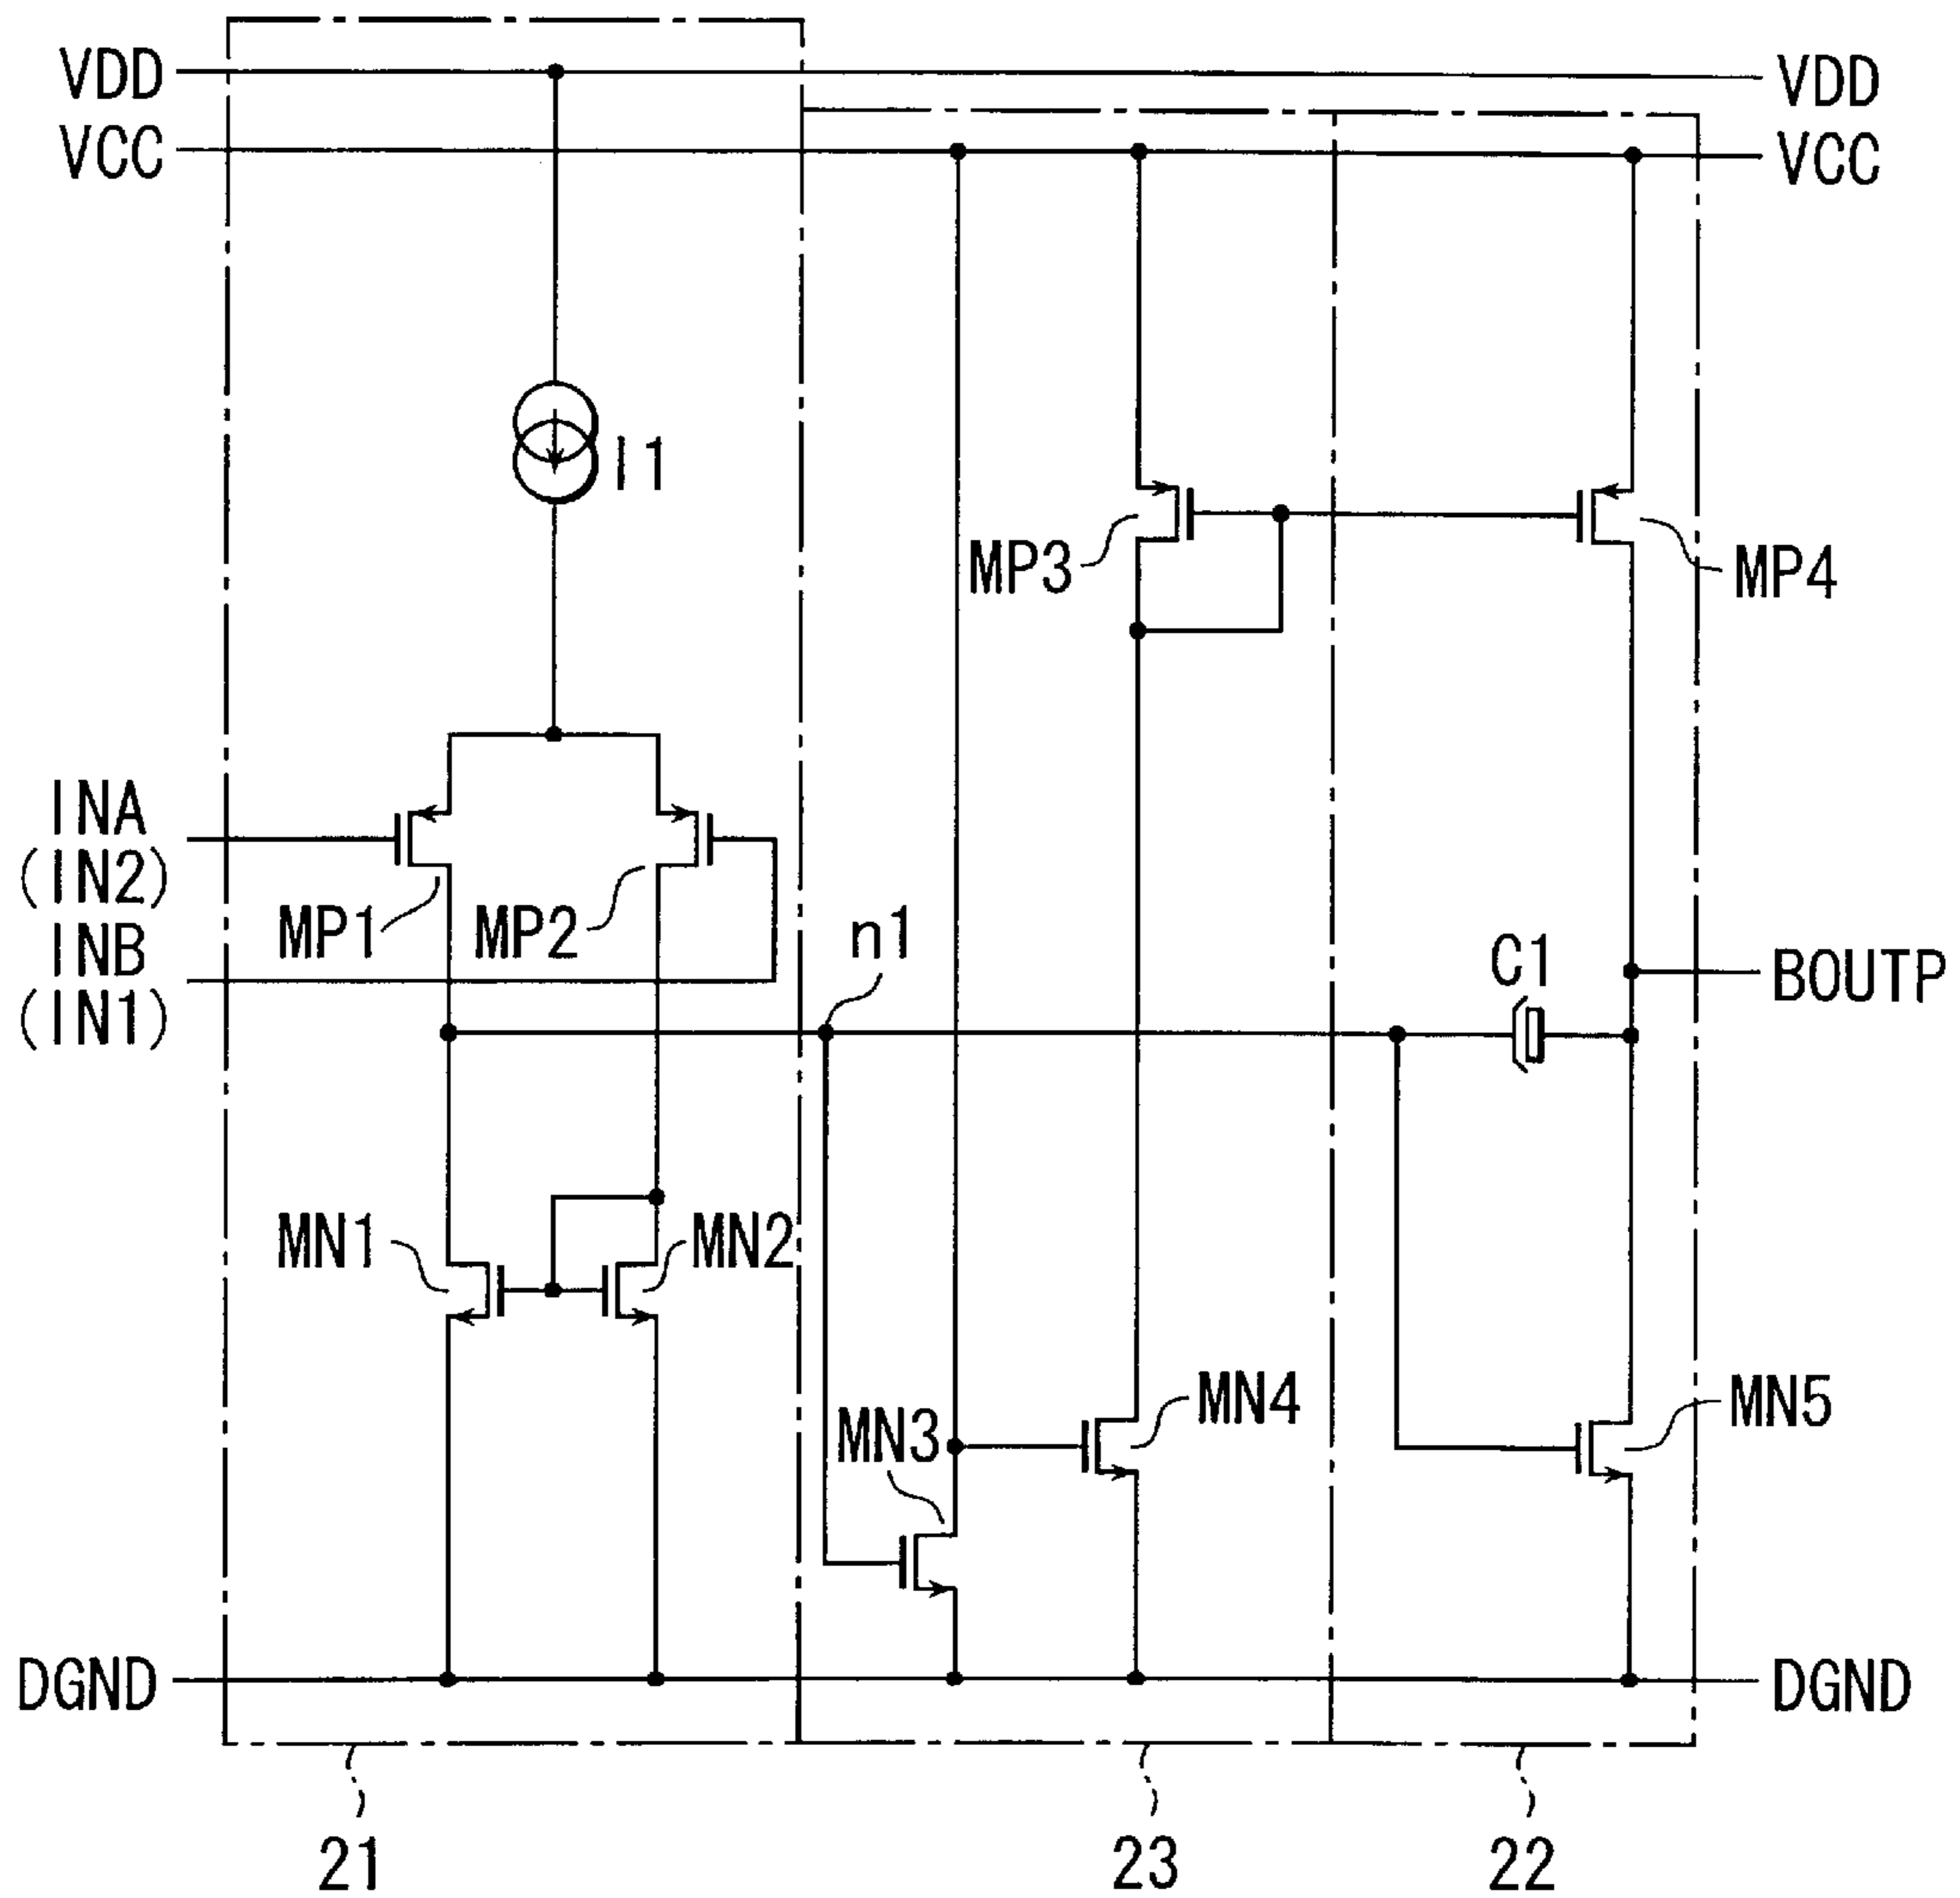 VDD
VDD
VCC
VCC
I1
MP3
MP4
INA
(IN2)
MP1
MP2
n1
INB
(IN1)
C1
BOUTP
MN1
MN2
MN3
MN4
MN5
DGND
DGND
21
23
22